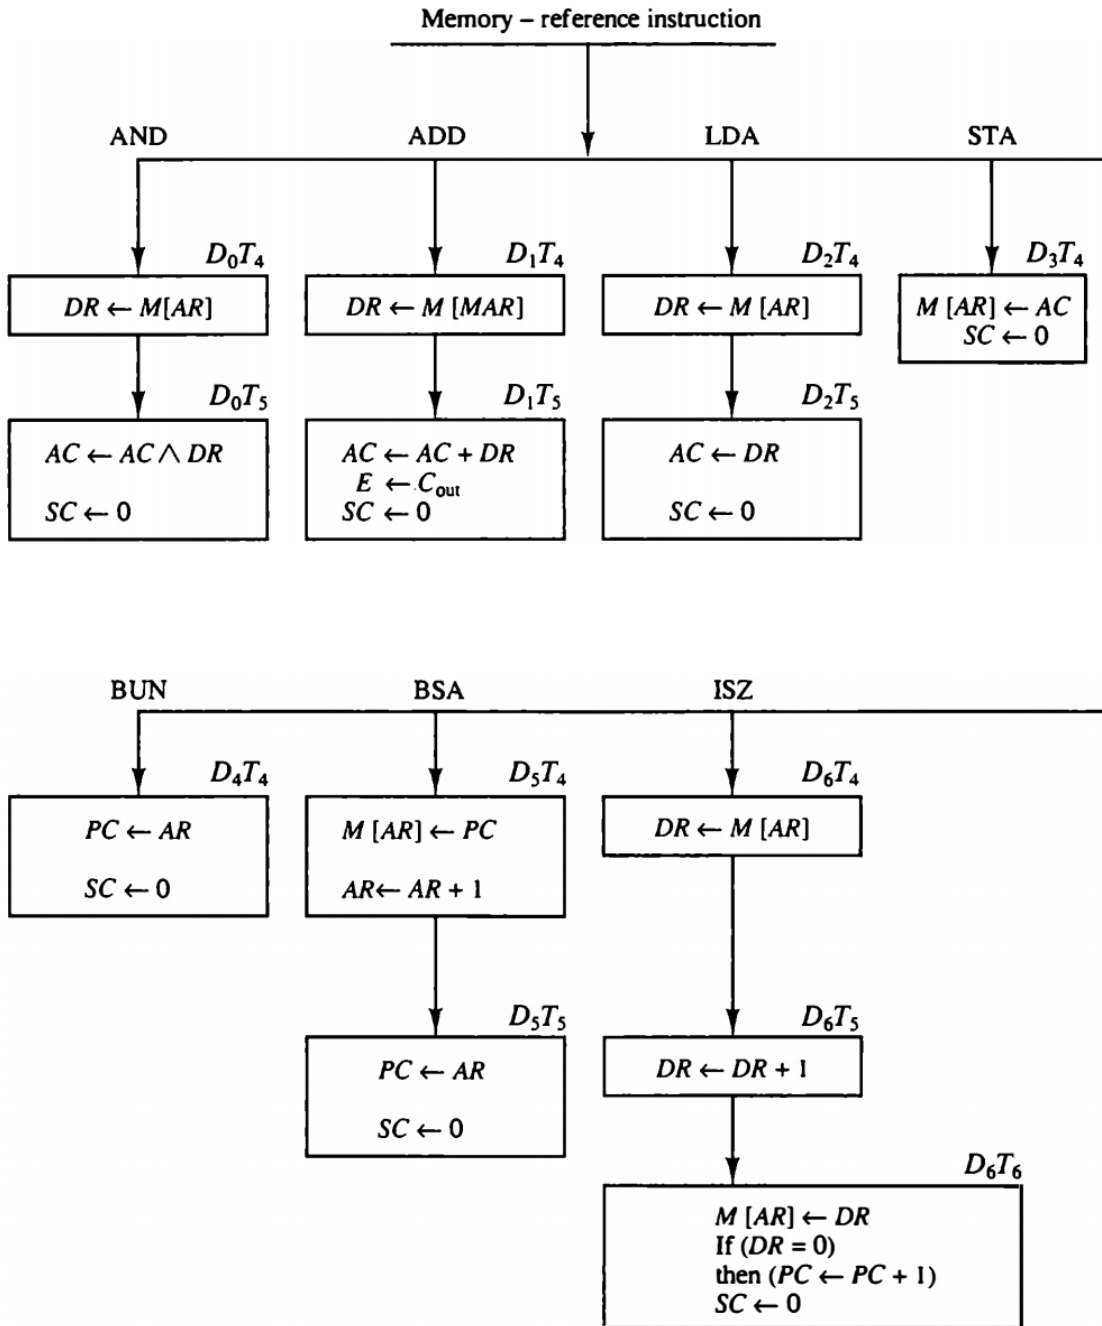 Memory – reference instruction
AND ADD LDA STA
D₀T₄ D₁T₄ D₂T₄ D₃T₄
DR ← M[AR] DR ← M [MAR] DR ← M [AR] M [AR] ← AC
SC ← 0
D₀T₅ D₁T₅ D₂T₅
AC ← AC ∧ DR AC ← AC + DR AC ← DR
E ← C_out
SC ← 0 SC ← 0 SC ← 0
BUN BSA ISZ
D₄T₄ D₅T₄ D₆T₄
PC ← AR M [AR] ← PC DR ← M [AR]
SC ← 0 AR ← AR + 1
D₅T₅ D₆T₅
PC ← AR DR ← DR + 1
SC ← 0
D₆T₆
M [AR] ← DR
If (DR = 0)
then (PC ← PC + 1)
SC ← 0